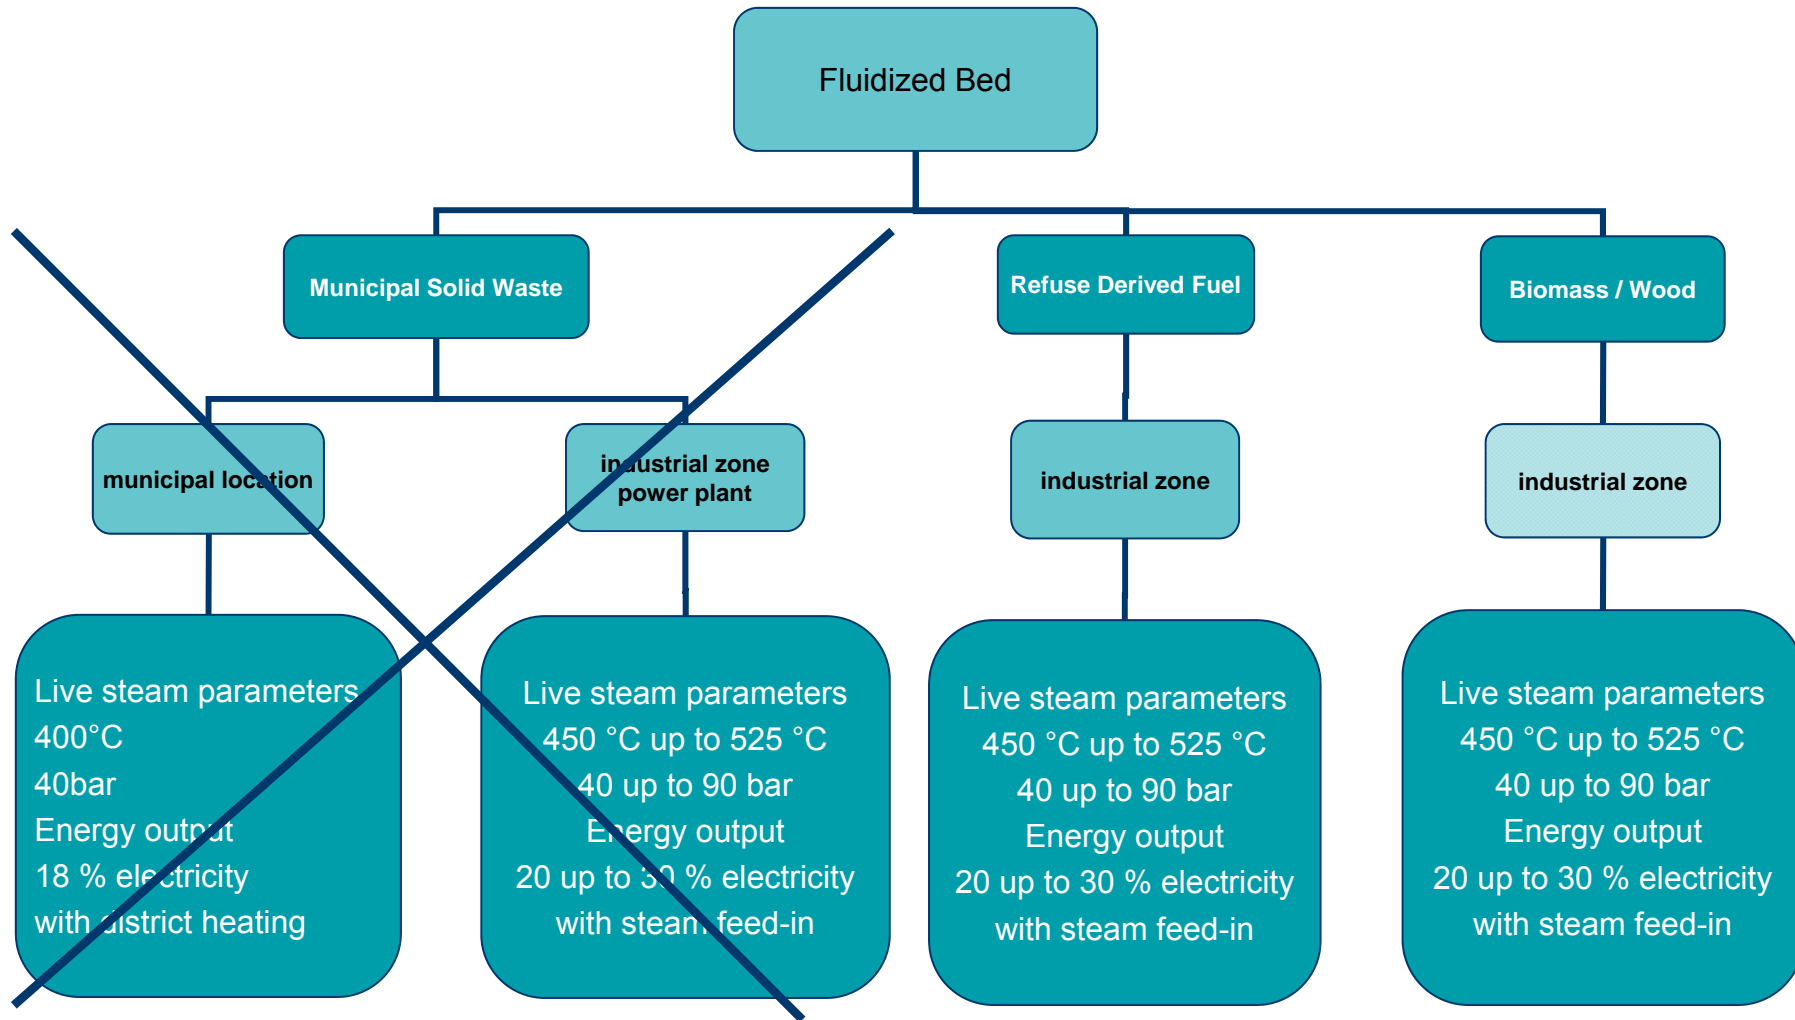 Fluidized Bed
Municipal Solid Waste
Refuse Derived Fuel
Biomass / Wood
municipal location
industrial zone
power plant
industrial zone
industrial zone
Live steam parameters
400°C
40bar
Energy output
18 % electricity
with district heating
Live steam parameters
450 °C up to 525 °C
40 up to 90 bar
Energy output
20 up to 30 % electricity
with steam feed-in
Live steam parameters
450 °C up to 525 °C
40 up to 90 bar
Energy output
20 up to 30 % electricity
with steam feed-in
Live steam parameters
450 °C up to 525 °C
40 up to 90 bar
Energy output
20 up to 30 % electricity
with steam feed-in